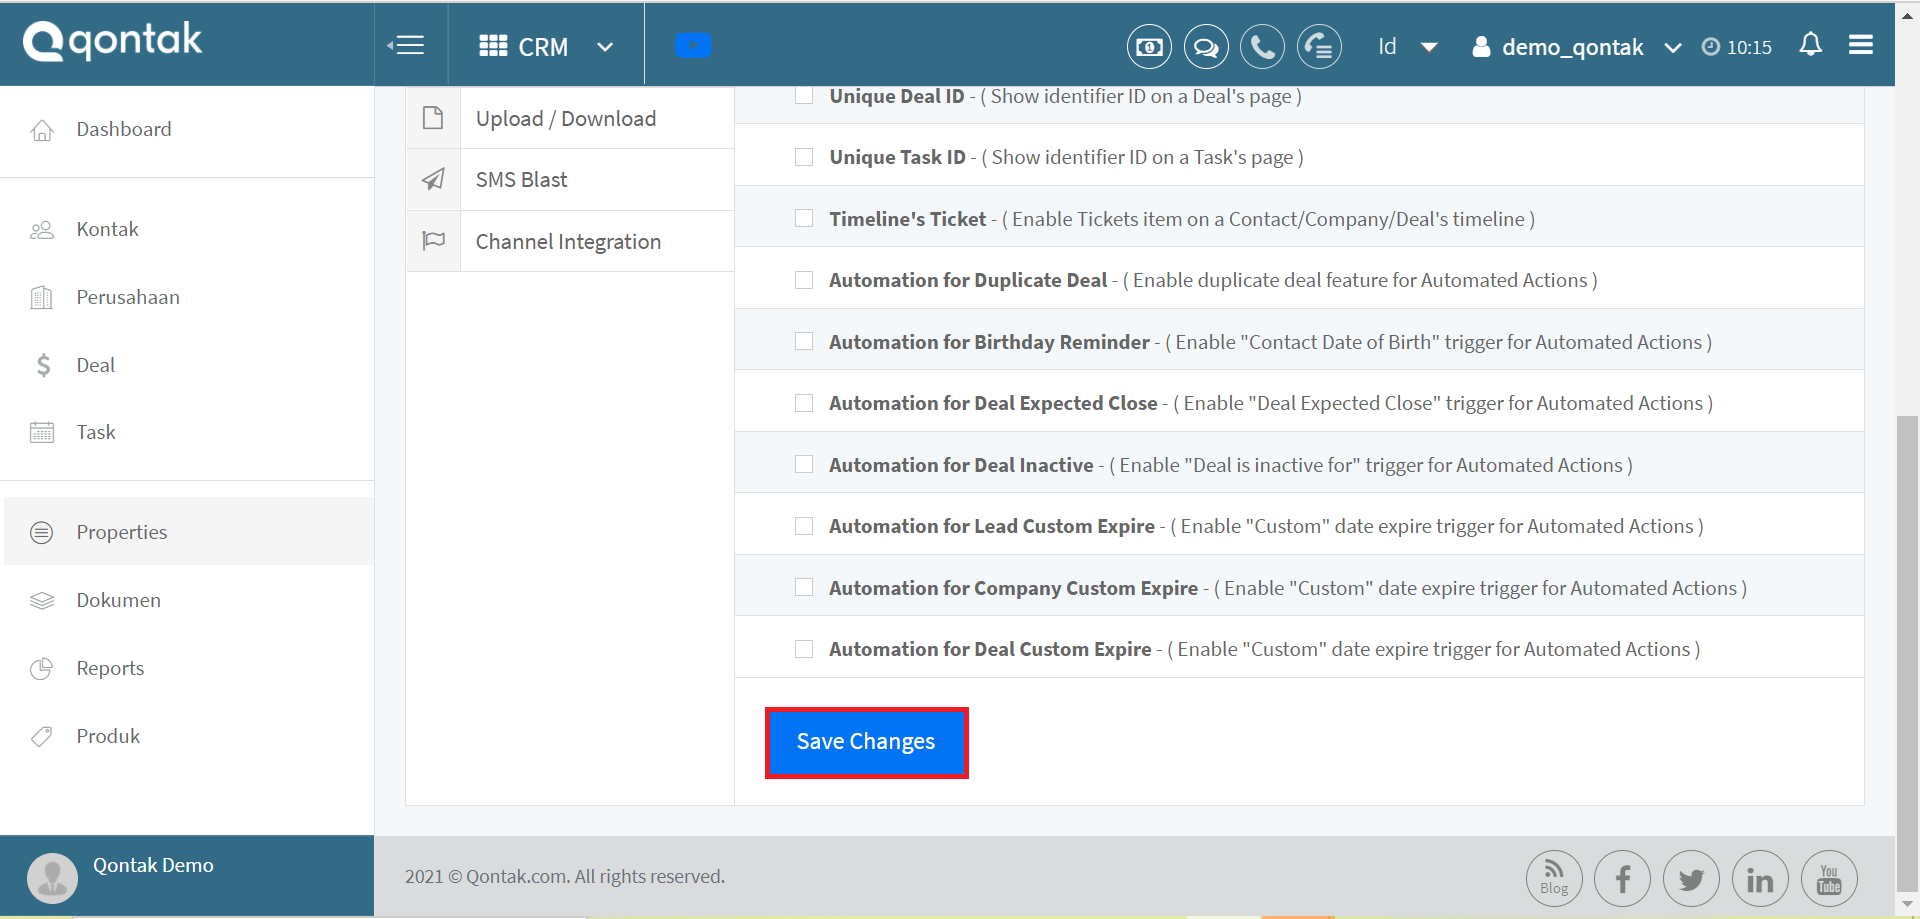 qontak
CRM
Id
demo_qontak
10:15
Dashboard
Kontak
Perusahaan
Deal
Task
Properties
Dokumen
Reports
Produk
Qontak Demo
Upload / Download
SMS Blast
Channel Integration
Unique Deal ID - ( Show identifier ID on a Deal's page )
Unique Task ID - ( Show identifier ID on a Task's page )
Timeline's Ticket - ( Enable Tickets item on a Contact/Company/Deal's timeline )
Automation for Duplicate Deal - ( Enable duplicate deal feature for Automated Actions )
Automation for Birthday Reminder - ( Enable "Contact Date of Birth" trigger for Automated Actions )
Automation for Deal Expected Close - ( Enable "Deal Expected Close" trigger for Automated Actions )
Automation for Deal Inactive - ( Enable "Deal is inactive for" trigger for Automated Actions )
Automation for Lead Custom Expire - ( Enable "Custom" date expire trigger for Automated Actions )
Automation for Company Custom Expire - ( Enable "Custom" date expire trigger for Automated Actions )
Automation for Deal Custom Expire - ( Enable "Custom" date expire trigger for Automated Actions )
Save Changes
2021 © Qontak.com. All rights reserved.
Blog
You
Tube